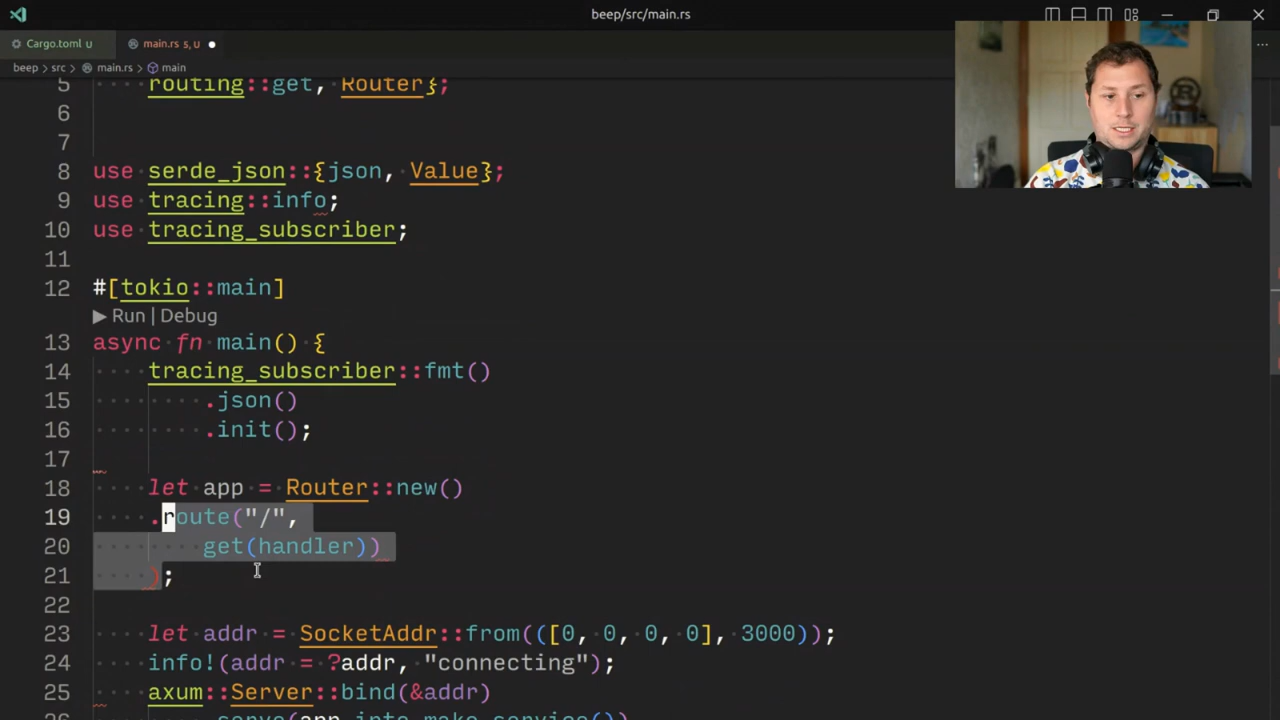 beep/src/main.rs
Cargo.toml U main.rs 5, U
beep > src > main.rs > main
5 routing::get, Router};
6
7
8 use serde_json::{json, Value};
9 use tracing::info;
10 use tracing_subscriber;
11
12 #[tokio::main]
Run | Debug
13 async fn main() {
14 tracing_subscriber::fmt()
15 .json()
16 .init();
17
18 let app = Router::new()
19 .route("/",
20 get(handler))
21 );
22
23 let addr = SocketAddr::from(([0, 0, 0, 0], 3000));
24 info!(addr = ?addr, "connecting");
25 axum::Server::bind(&addr)
26 .serve(app.into_make_service())